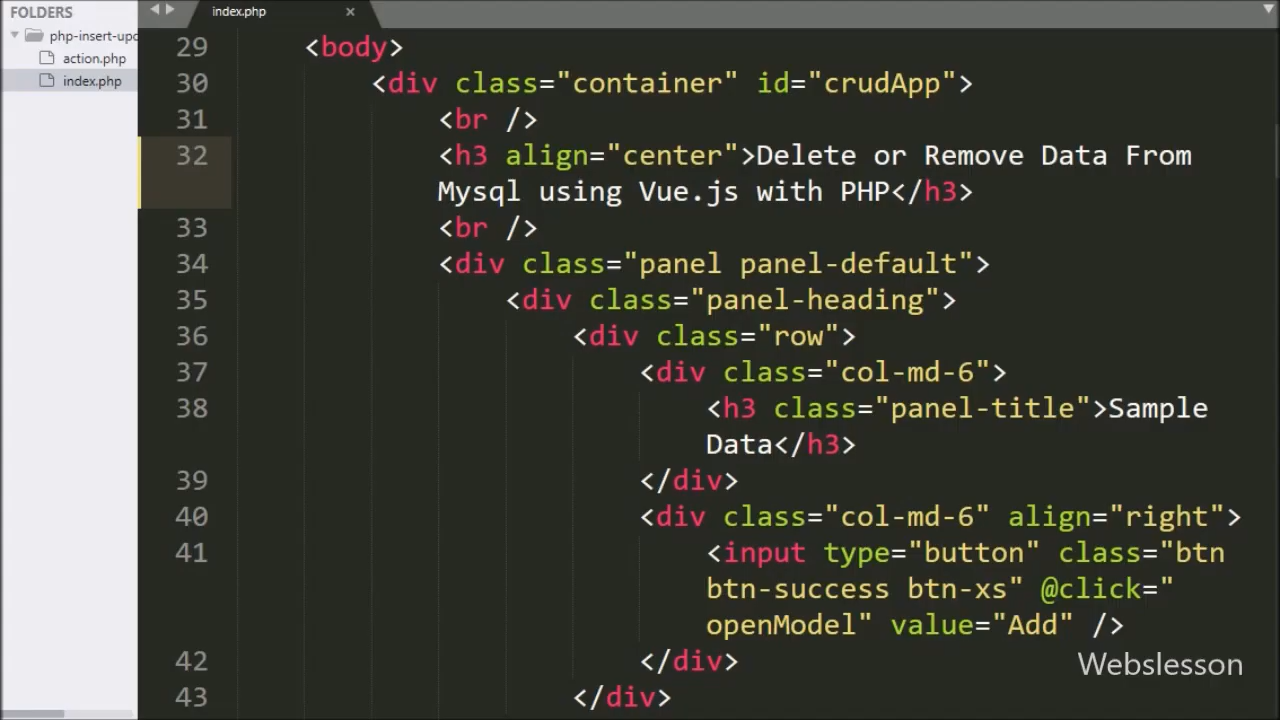 FOLDERS
php-insert-upd
action.php
index.php
index.php
29 <body>
30 <div class="container" id="crudApp">
31 <br />
32 <h3 align="center">Delete or Remove Data From
Mysql using Vue.js with PHP</h3>
33 <br />
34 <div class="panel panel-default">
35 <div class="panel-heading">
36 <div class="row">
37 <div class="col-md-6">
38 <h3 class="panel-title">Sample
Data</h3>
39 </div>
40 <div class="col-md-6" align="right">
41 <input type="button" class="btn
btn-success btn-xs" @click="
openModel" value="Add" />
42 </div>
43 </div>
Webslesson